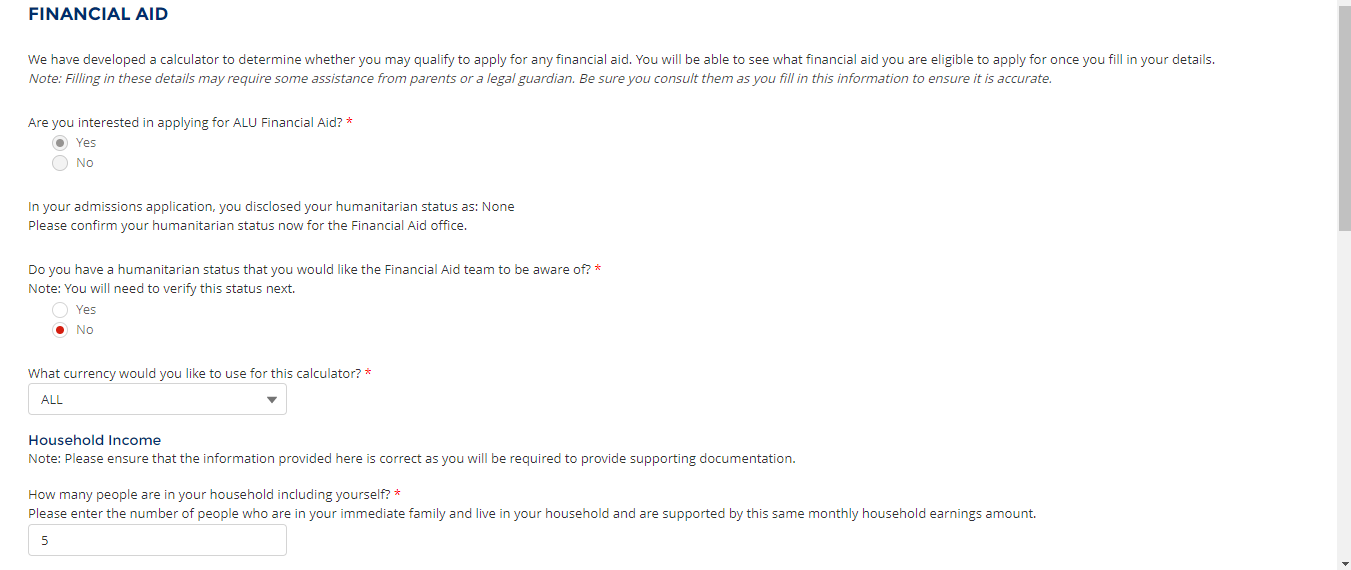 FINANCIAL AID
We have developed a calculator to determine whether you may qualify to apply for any financial aid. You will be able to see what financial aid you are eligible to apply for once you fill in your details.
Note: Filling in these details may require some assistance from parents or a legal guardian. Be sure you consult them as you fill in this information to ensure it is accurate.
Are you interested in applying for ALU Financial Aid? *
Yes
No
In your admissions application, you disclosed your humanitarian status as: None
Please confirm your humanitarian status now for the Financial Aid office.
Do you have a humanitarian status that you would like the Financial Aid team to be aware of? *
Note: You will need to verify this status next.
Yes
No
What currency would you like to use for this calculator? *
ALL
Household Income
Note: Please ensure that the information provided here is correct as you will be required to provide supporting documentation.
How many people are in your household including yourself? *
Please enter the number of people who are in your immediate family and live in your household and are supported by this same monthly household earnings amount.
5